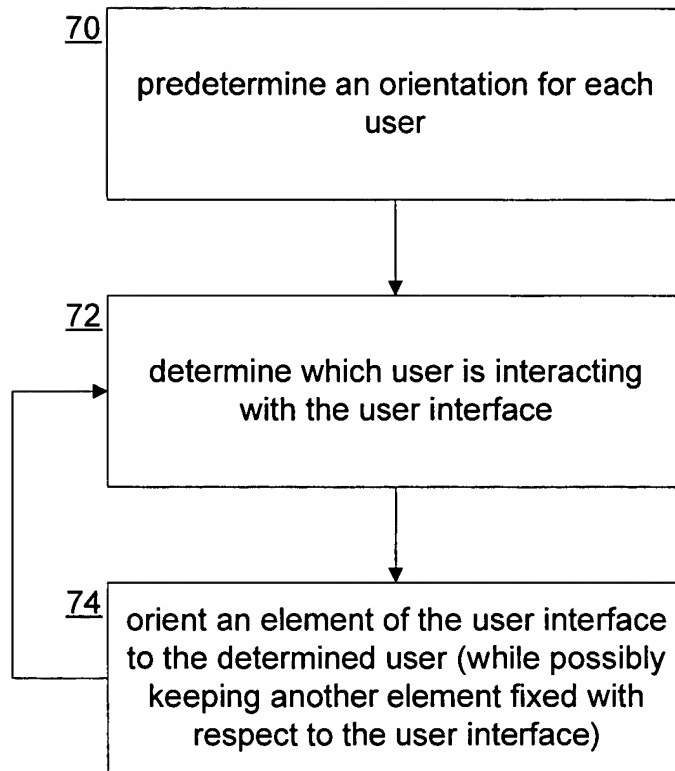 70
predetermine an orientation for each
user
72
determine which user is interacting
with the user interface
74
orient an element of the user interface
to the determined user (while possibly
keeping another element fixed with
respect to the user interface)